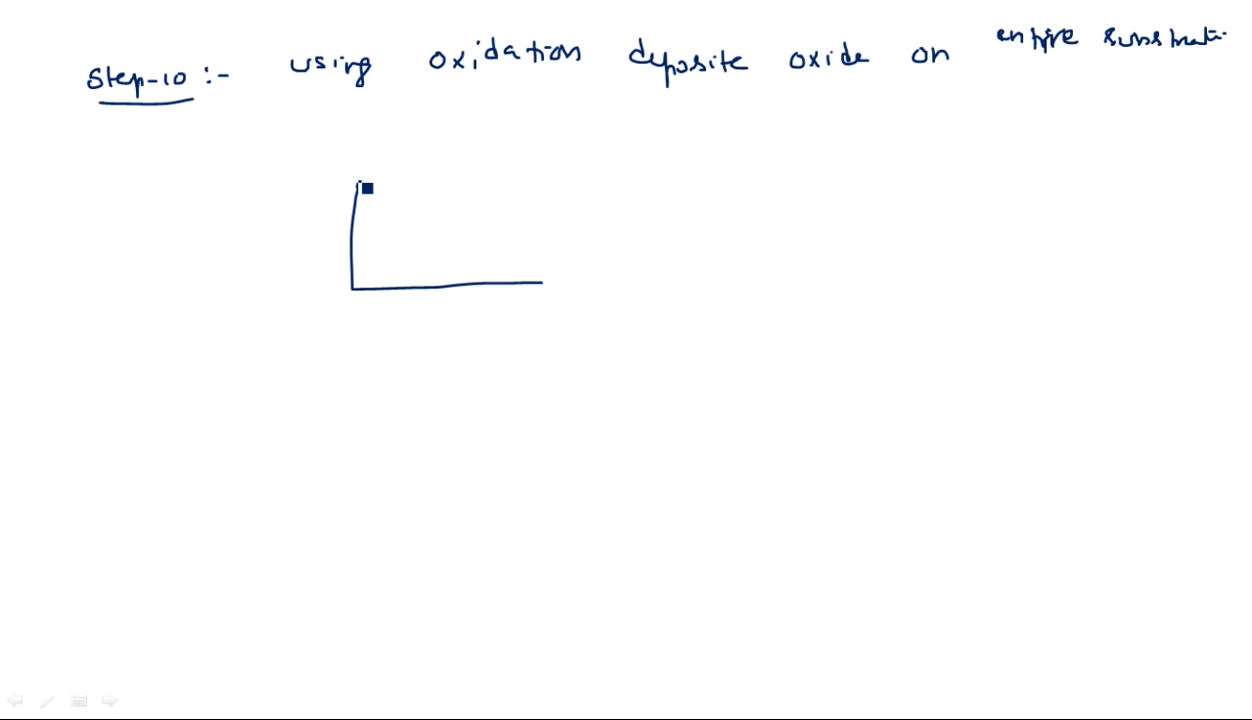 Step-10 :- using oxidation deposite oxide on entire substrate